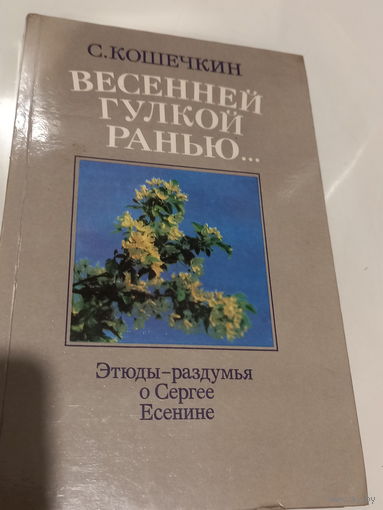 С. КОШЕЧКИН
ВЕСЕННЕЙ
ГУЛКОЙ
РАНЬЮ...
Этюды-раздумья
о Сергее
Есенине